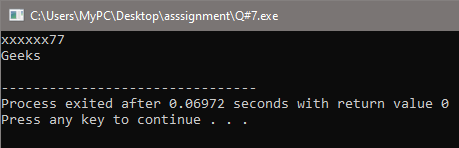 C:\Users\MyPC\Desktop\asssignment\Q#7.exe
xxxxxx77
Geeks
--------------------------------
Process exited after 0.06972 seconds with return value 0
Press any key to continue . . .